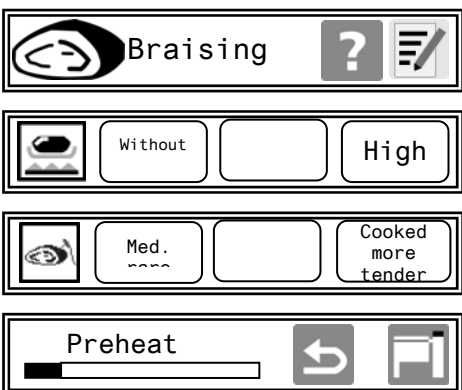 Braising
?
Without
High
Med.
Cooked
more
tender
Preheat